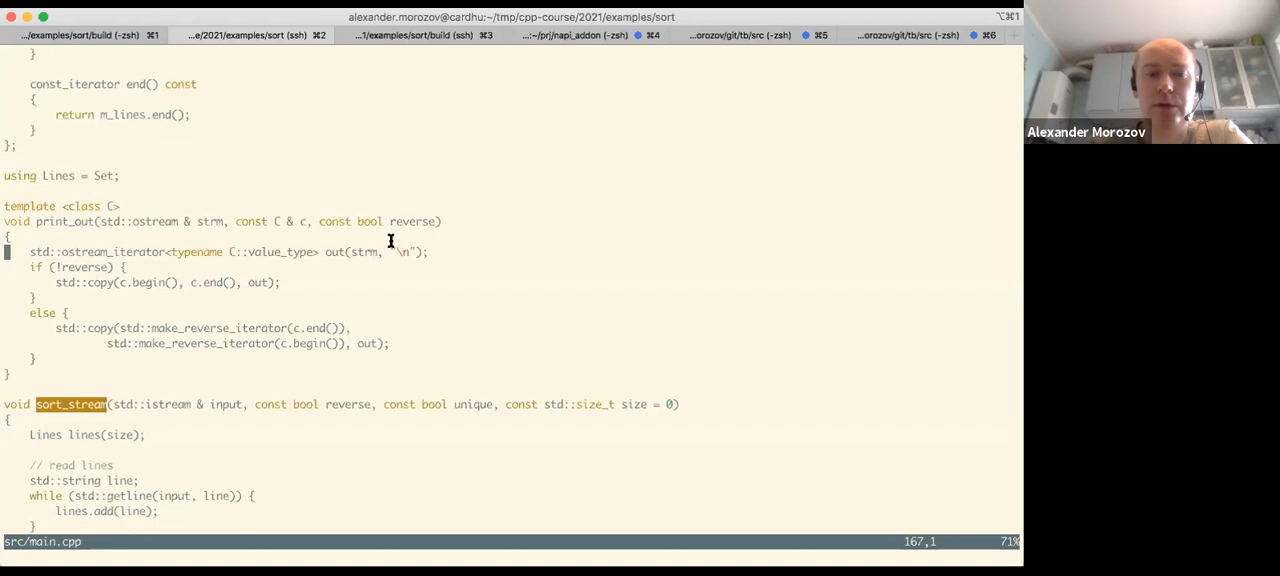 alexander.morozov@cardhu:~/tmp/cpp-course/2021/examples/sort
⌥⌘1
.../examples/sort/build (-zsh) ⌘1
...e/2021/examples/sort (ssh) ⌘2
...1/examples/sort/build (ssh) ⌘3
...:~/prj/napi_addon (-zsh) ⌘4
...orozov/git/tb/src (-zsh) ⌘5
...orozov/git/tb/src (-zsh) ⌘6
}
const_iterator end() const
{
return m_lines.end();
}
};
using Lines = Set;
template <class C>
void print_out(std::ostream & strm, const C & c, const bool reverse)
{
std::ostream_iterator<typename C::value_type> out(strm, "\n");
if (!reverse) {
std::copy(c.begin(), c.end(), out);
}
else {
std::copy(std::make_reverse_iterator(c.end()),
std::make_reverse_iterator(c.begin()), out);
}
}
void sort_stream(std::istream & input, const bool reverse, const bool unique, const std::size_t size = 0)
{
Lines lines(size);
// read lines
std::string line;
while (std::getline(input, line)) {
lines.add(line);
}
src/main.cpp
167,1
71%
Alexander Morozov